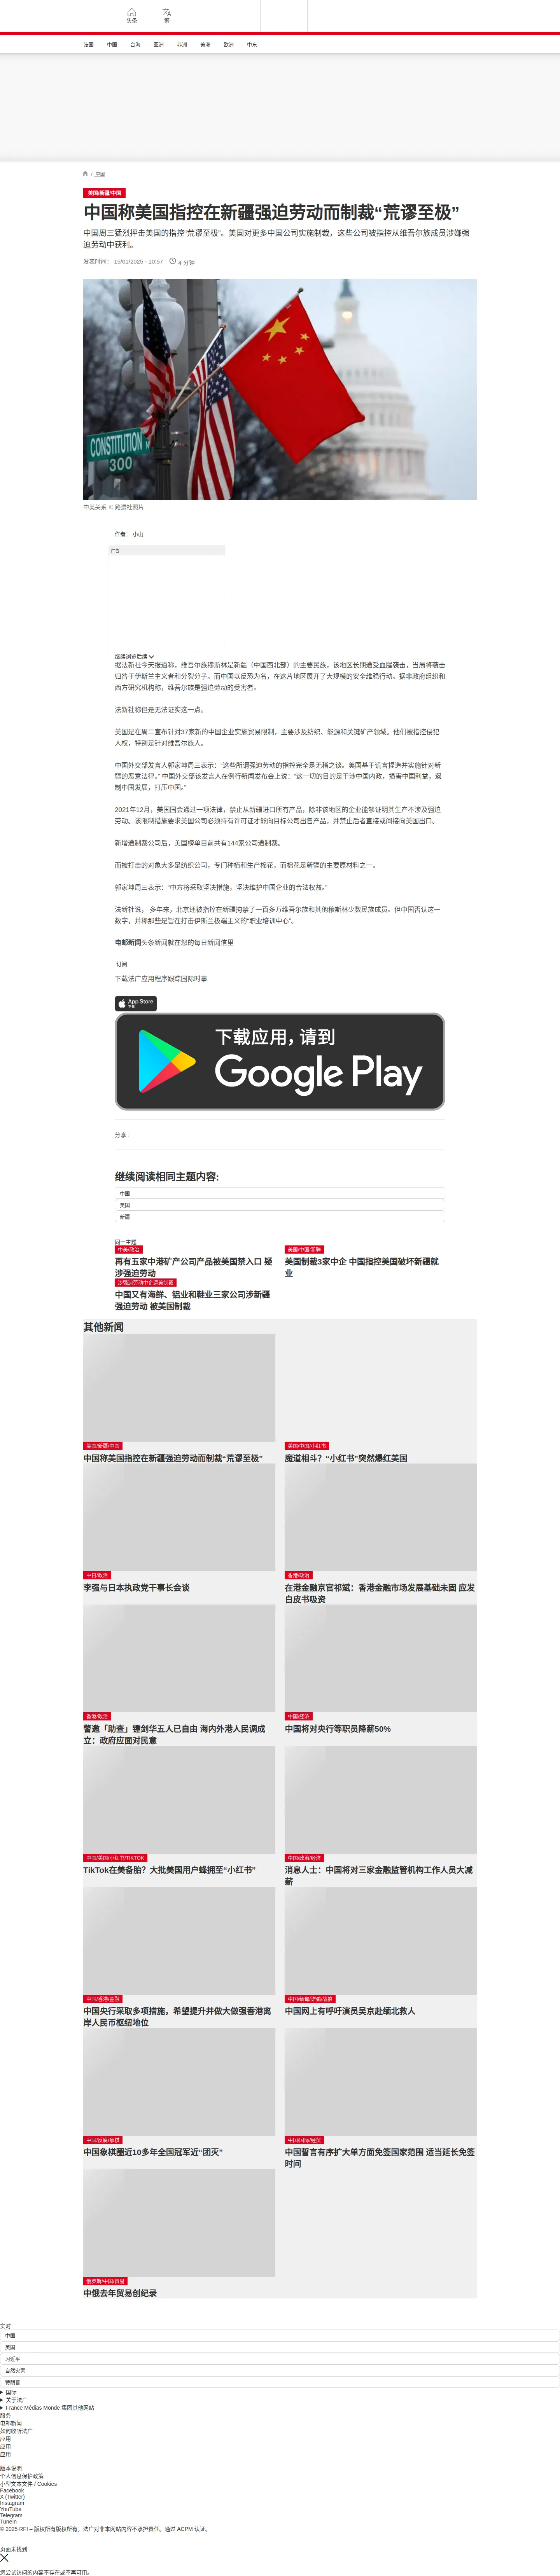 头条
繁
法国
中国
台海
亚洲
非洲
美洲
欧洲
中东
/ 中国
美国/新疆/中国
中国称美国指控在新疆强迫劳动而制裁“荒谬至极”
中国周三猛烈抨击美国的指控“荒谬至极”。美国对更多中国公司实施制裁，这些公司被指控从维吾尔族成员涉嫌强
迫劳动中获利。
发表时间： 15/01/2025 - 10:57
4 分钟
CONSTITUTION
300
中美关系 © 路透社照片
作者： 小山
广告
继续浏览后续
据法新社今天报道称，维吾尔族穆斯林是新疆（中国西北部）的主要民族，该地区长期遭受血腥袭击，当局将袭击
归咎于伊斯兰主义者和分裂分子。而中国以反恐为名，在这片地区展开了大规模的安全维稳行动。据非政府组织和
西方研究机构称，维吾尔族是强迫劳动的受害者。
法新社称但是无法证实这一点。
美国是在周二宣布针对37家新的中国企业实施贸易限制，主要涉及纺织、能源和关键矿产领域。他们被指控侵犯
人权，特别是针对维吾尔族人。
中国外交部发言人郭家坤周三表示：“这些所谓强迫劳动的指控完全是无稽之谈。美国基于谎言捏造并实施针对新
疆的恶意法律。” 中国外交部该发言人在例行新闻发布会上说：“这一切的目的是干涉中国内政，损害中国利益，遏
制中国发展，打压中国。”
2021年12月，美国国会通过一项法律，禁止从新疆进口所有产品，除非该地区的企业能够证明其生产不涉及强迫
劳动。该限制措施要求美国公司必须持有许可证才能向目标公司出售产品，并禁止后者直接或间接向美国出口。
新增遭制裁公司后，美国榜单目前共有144家公司遭制裁。
而被打击的对象大多是纺织公司，专门种植和生产棉花，而棉花是新疆的主要原材料之一。
郭家坤周三表示：“中方将采取坚决措施，坚决维护中国企业的合法权益。”
法新社说， 多年来，北京还被指控在新疆拘禁了一百多万维吾尔族和其他穆斯林少数民族成员。但中国否认这一
数字，并称那些是旨在打击伊斯兰极端主义的“职业培训中心”。
电邮新闻头条新闻就在您的每日新闻信里
订阅
下载法广应用程序跟踪国际时事
App Store
下载
下载应用，请到
Google Play
分享 :
继续阅读相同主题内容:
中国
美国
新疆
同一主题
中美/政治
再有五家中港矿产公司产品被美国禁入口 疑
涉强迫劳动
美国/中国/新疆
美国制裁3家中企 中国指控美国破坏新疆就
业
涉强迫劳动中企遭美制裁
中国又有海鲜、铝业和鞋业三家公司涉新疆
强迫劳动 被美国制裁
其他新闻
美国/新疆/中国
中国称美国指控在新疆强迫劳动而制裁“荒谬至极”
美国/中国/小红书
魔道相斗？“小红书”突然爆红美国
中日/政治
李强与日本执政党干事长会谈
香港/政治
在港金融京官祁斌：香港金融市场发展基础未固 应发
白皮书吸资
香港/政治
警邀「助查」锺剑华五人已自由 海内外港人民调成
立：政府应面对民意
中国/经济
中国将对央行等职员降薪50%
中国/美国/小红书/TIKTOK
TikTok在美备胎？大批美国用户蜂拥至“小红书”
中国/政治/经济
消息人士：中国将对三家金融监管机构工作人员大减
薪
中国/香港/金融
中国央行采取多项措施，希望提升并做大做强香港离
岸人民币枢纽地位
中国/缅甸/诈骗/园部
中国网上有呼吁演员吴京赴缅北救人
中国/反腐/象棋
中国象棋圈近10多年全国冠军近“团灭”
中国/国际/经贸
中国誓言有序扩大单方面免签国家范围 适当延长免签
时间
俄罗斯/中国/贸易
中俄去年贸易创纪录
实时
中国
美国
习近平
自然灾害
特朗普
国际
关于法广
France Médias Monde 集团其他网站
服务
电邮新闻
如何收听法广
应用
应用
应用
版本说明
个人信息保护政策
小型文本文件 / Cookies
Facebook
X (Twitter)
Instagram
YouTube
Telegram
TuneIn
© 2025 RFI – 版权所有版权所有。法广对非本网站内容不承担责任。通过 ACPM 认证。
页面未找到
您尝试访问的内容不存在或不再可用。